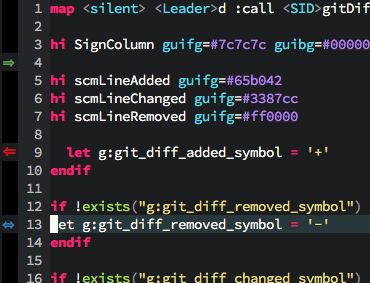 1 map <silent> <Leader>d :call <SID>gitDif
2
3 hi SignColumn guifg=#7c7c7c guibg=#00000
⇒ 4
5 hi scmLineAdded guifg=#65b042
6 hi scmLineChanged guifg=#3387cc
7 hi scmLineRemoved guifg=#ff0000
8
⇐ 9 let g:git_diff_added_symbol = '+'
10 endif
11
12 if !exists("g:git_diff_removed_symbol")
⇔ 13 let g:git_diff_removed_symbol = '-'
14 endif
15
16 if !exists("g:git_diff_changed_symbol")